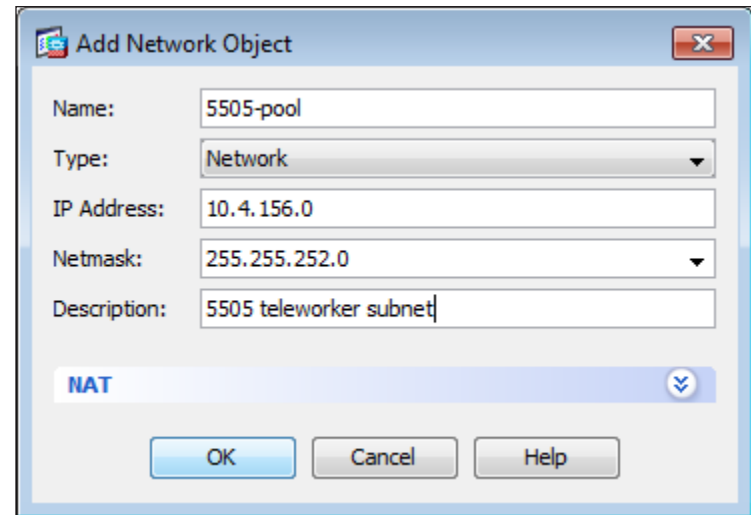 Add Network Object
Name: 5505-pool
Type: Network
IP Address: 10.4.156.0
Netmask: 255.255.252.0
Description: 5505 teleworker subnet
NAT
OK Cancel Help